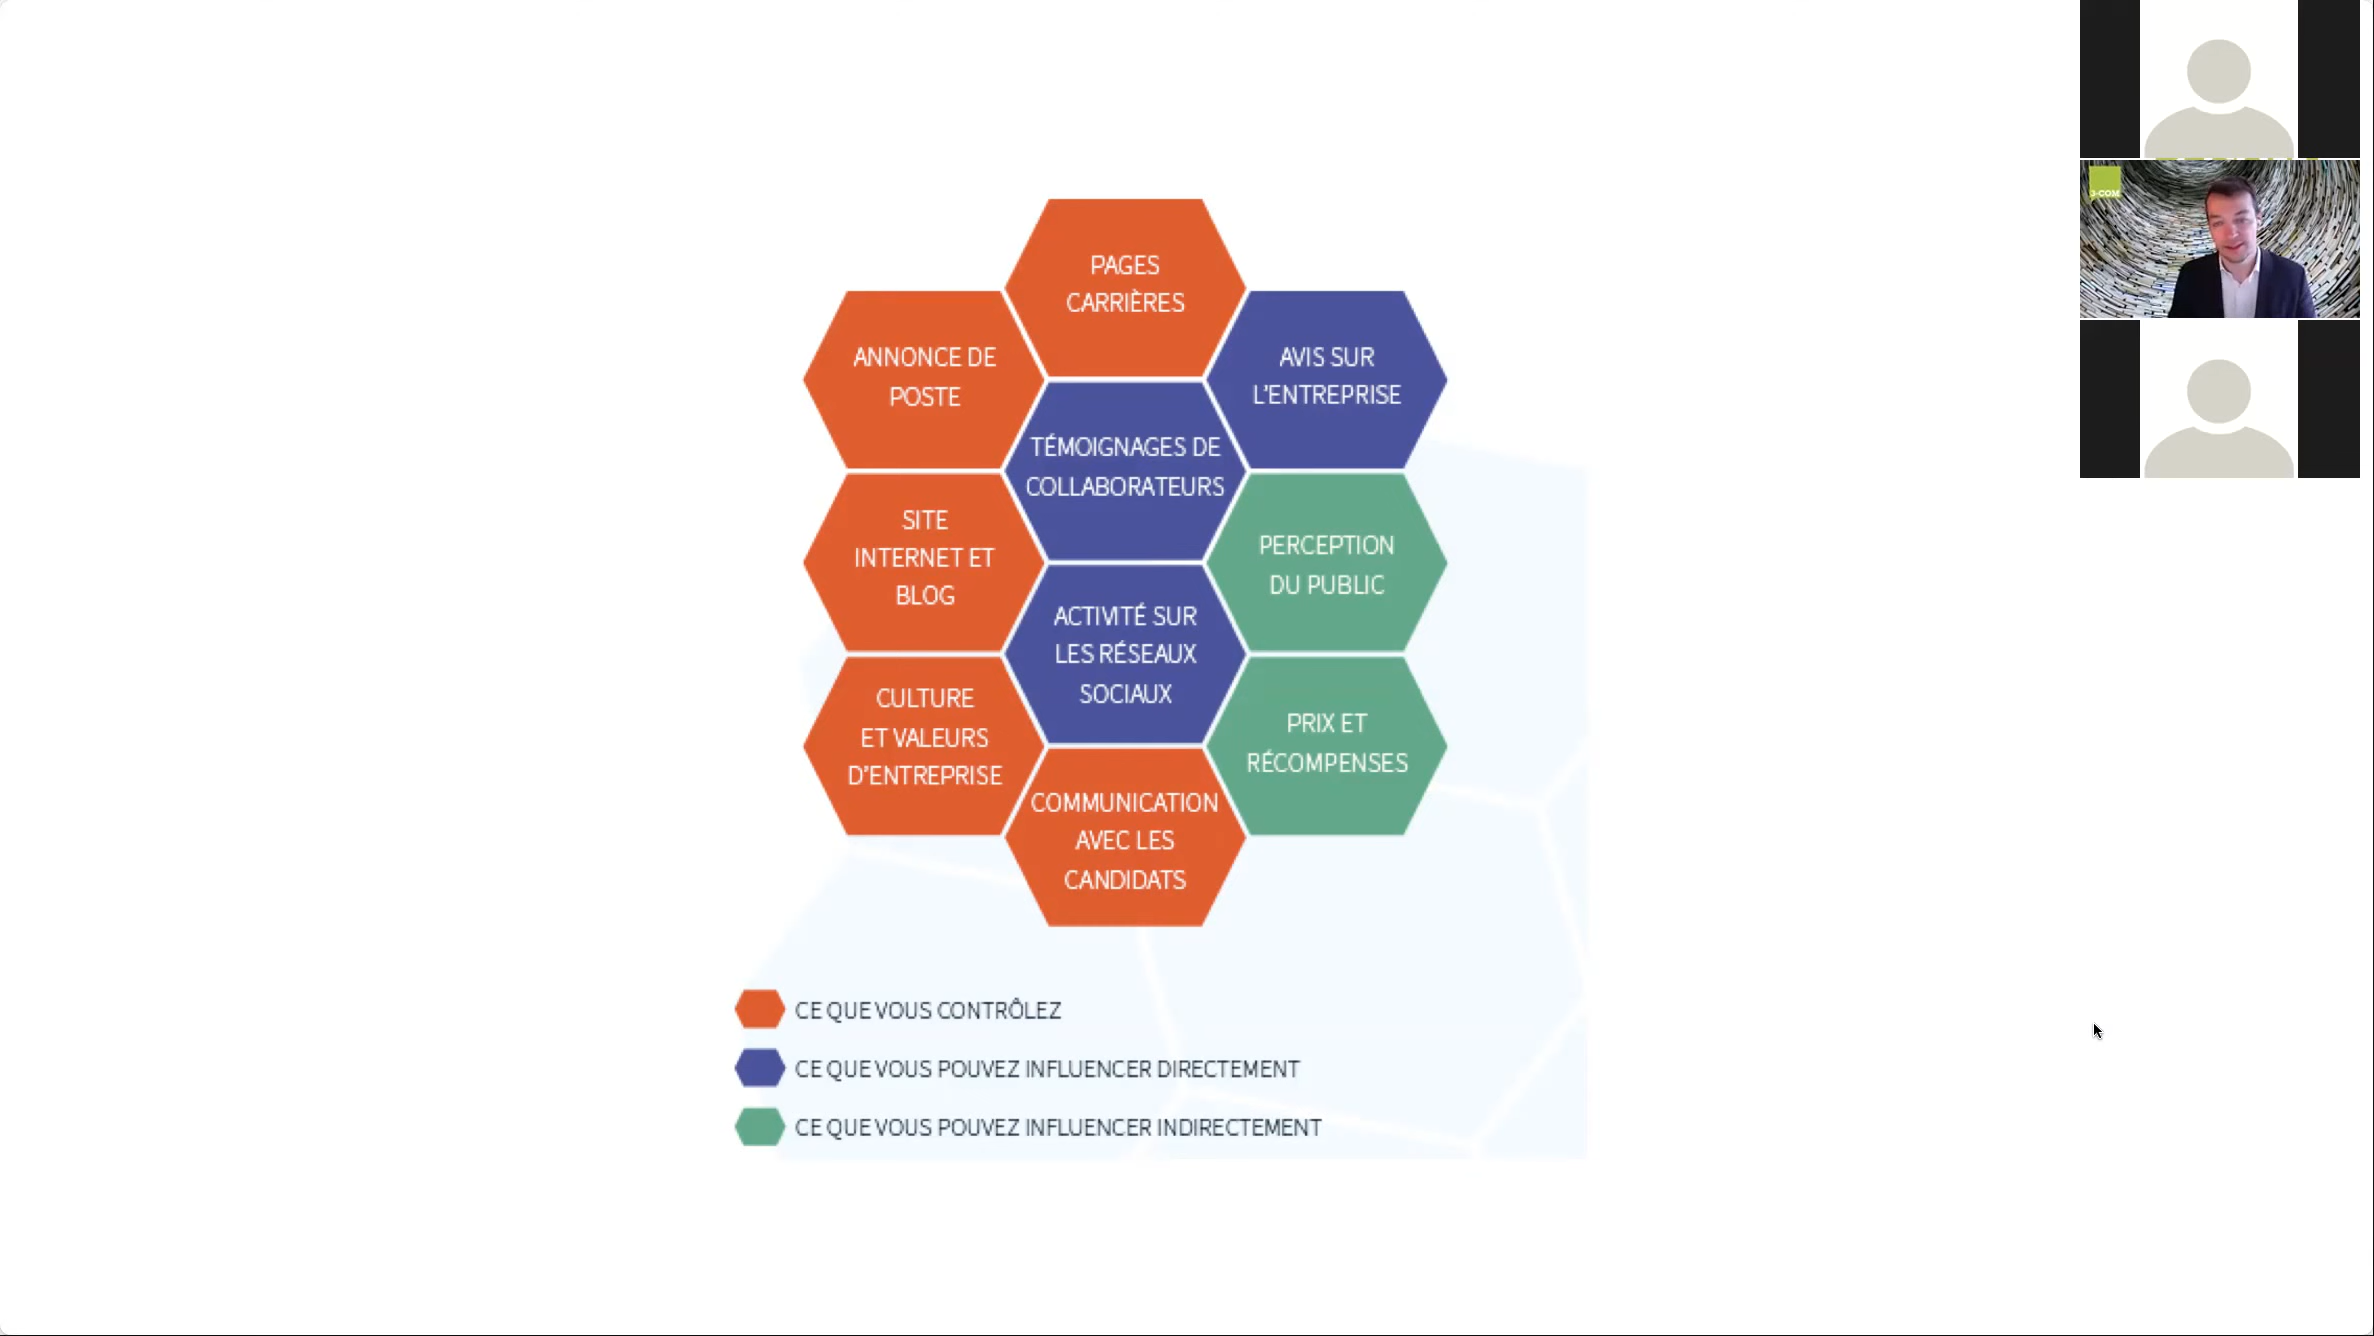 PAGES
CARRIÈRES
ANNONCE DE
POSTE
AVIS SUR
L'ENTREPRISE
TÉMOIGNAGES DE
COLLABORATEURS
SITE
INTERNET ET
BLOG
PERCEPTION
DU PUBLIC
ACTIVITÉ SUR
LES RÉSEAUX
SOCIAUX
CULTURE
ET VALEURS
D'ENTREPRISE
PRIX ET
RÉCOMPENSES
COMMUNICATION
AVEC LES
CANDIDATS
CE QUE VOUS CONTRÔLEZ
CE QUE VOUS POUVEZ INFLUENCER DIRECTEMENT
CE QUE VOUS POUVEZ INFLUENCER INDIRECTEMENT
J-COM